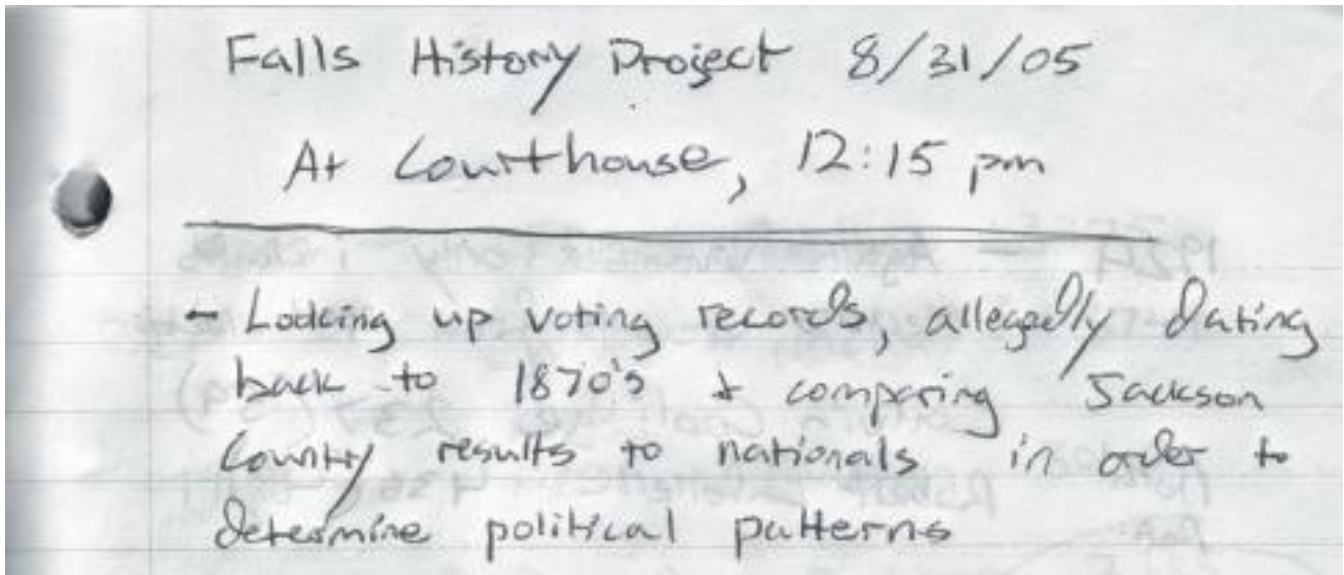 Falls History Project 8/31/05
At Courthouse, 12:15 pm
- Looking up voting records, allegedly dating
back to 1870's & comparing Jackson
County results to nationals in order to
determine political patterns